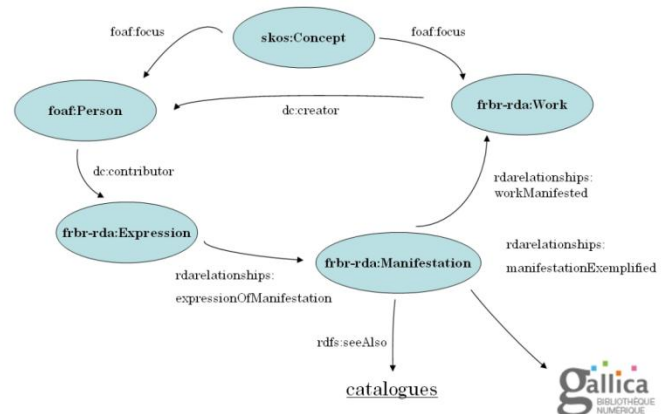 foaf:focus
skos:Concept
foaf:focus
foaf:Person
dc:creator
frbr-rda:Work
dc:contributor
rdarelationships:
workManifested
frbr-rda:Expression
frbr-rda:Manifestation
rdarelationships:
manifestationExemplified
rdarelationships:
expressionOfManifestation
rdfs:seeAlso
catalogues
gallica
BIBLIOTHÈQUE
NUMÉRIQUE